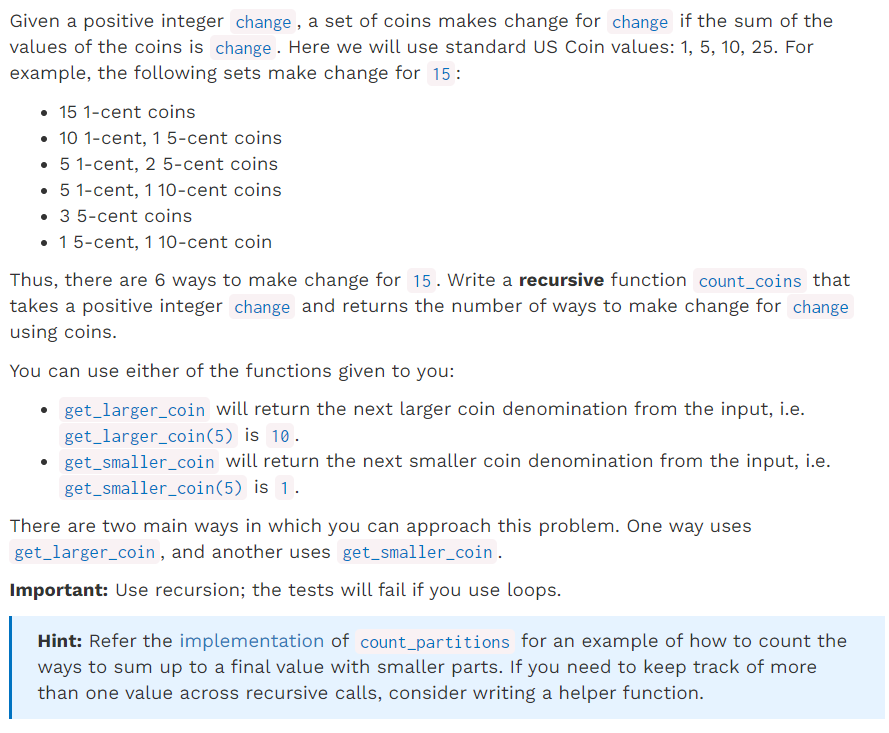 Given a positive integer change , a set of coins makes change for change if the sum of the
values of the coins is change . Here we will use standard US Coin values: 1, 5, 10, 25. For
example, the following sets make change for 15 :
• 15 1-cent coins
• 10 1-cent, 1 5-cent coins
• 5 1-cent, 2 5-cent coins
• 5 1-cent, 1 10-cent coins
• 3 5-cent coins
• 1 5-cent, 1 10-cent coin
Thus, there are 6 ways to make change for 15 . Write a recursive function count_coins that
takes a positive integer change and returns the number of ways to make change for change
using coins.
You can use either of the functions given to you:
• get_larger_coin will return the next larger coin denomination from the input, i.e.
get_larger_coin(5) is 10 .
• get_smaller_coin will return the next smaller coin denomination from the input, i.e.
get_smaller_coin(5) is 1 .
There are two main ways in which you can approach this problem. One way uses
get_larger_coin , and another uses get_smaller_coin .
Important: Use recursion; the tests will fail if you use loops.
Hint: Refer the implementation of count_partitions for an example of how to count the
ways to sum up to a final value with smaller parts. If you need to keep track of more
than one value across recursive calls, consider writing a helper function.